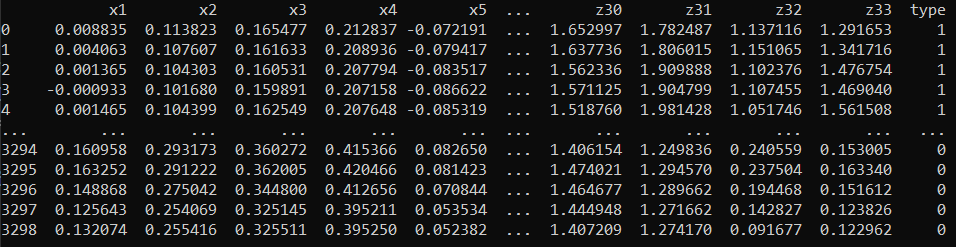 x1 x2 x3 x4 x5 ... z30 z31 z32 z33 type
0 0.008835 0.113823 0.165477 0.212837 -0.072191 ... 1.652997 1.782487 1.137116 1.291653 1
1 0.004063 0.107607 0.161633 0.208936 -0.079417 ... 1.637736 1.806015 1.151065 1.341716 1
2 0.001365 0.104303 0.160531 0.207794 -0.083517 ... 1.562336 1.909888 1.102376 1.476754 1
3 -0.000933 0.101680 0.159891 0.207158 -0.086622 ... 1.571125 1.904799 1.107455 1.469040 1
4 0.001465 0.104399 0.162549 0.207648 -0.085319 ... 1.518760 1.981428 1.051746 1.561508 1
... ... ... ... ... ... ... ... ... ... ... ...
3294 0.160958 0.293173 0.360272 0.415366 0.082650 ... 1.406154 1.249836 0.240559 0.153005 0
3295 0.163252 0.291222 0.362005 0.420466 0.081423 ... 1.474021 1.294570 0.237504 0.163340 0
3296 0.148868 0.275042 0.344800 0.412656 0.070844 ... 1.464677 1.289662 0.194468 0.151612 0
3297 0.125643 0.254069 0.325145 0.395211 0.053534 ... 1.444948 1.271662 0.142827 0.123826 0
3298 0.132074 0.255416 0.325511 0.395250 0.052382 ... 1.407209 1.274170 0.091677 0.122962 0